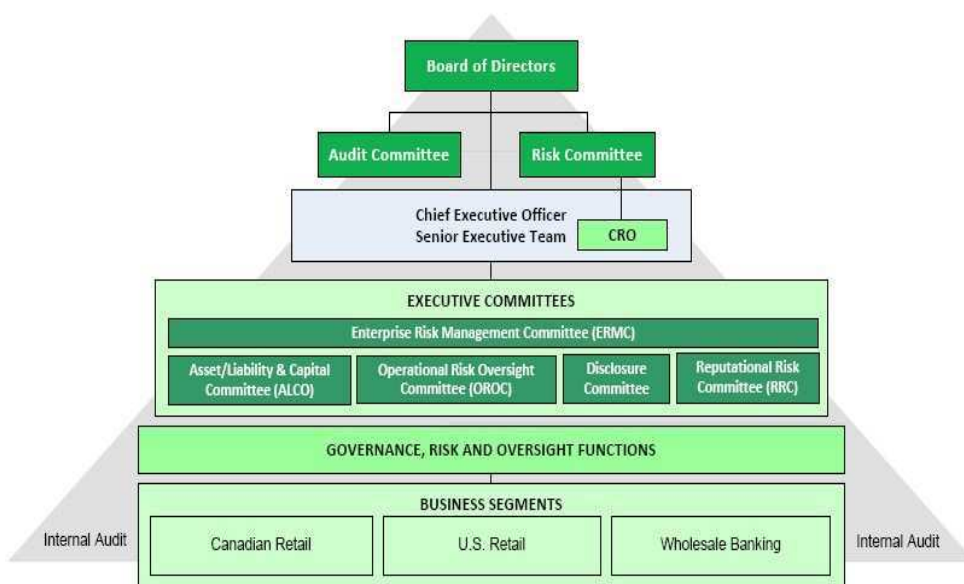 Board of Directors
Audit Committee
Risk Committee
Chief Executive Officer
Senior Executive Team
CRO
EXECUTIVE COMMITTEES
Enterprise Risk Management Committee (ERMC)
Asset/Liability & Capital
Committee (ALCO)
Operational Risk Oversight
Committee (OROC)
Disclosure
Committee
Reputational Risk
Committee (RRC)
GOVERNANCE, RISK AND OVERSIGHT FUNCTIONS
BUSINESS SEGMENTS
Internal Audit
Canadian Retail
U.S. Retail
Wholesale Banking
Internal Audit